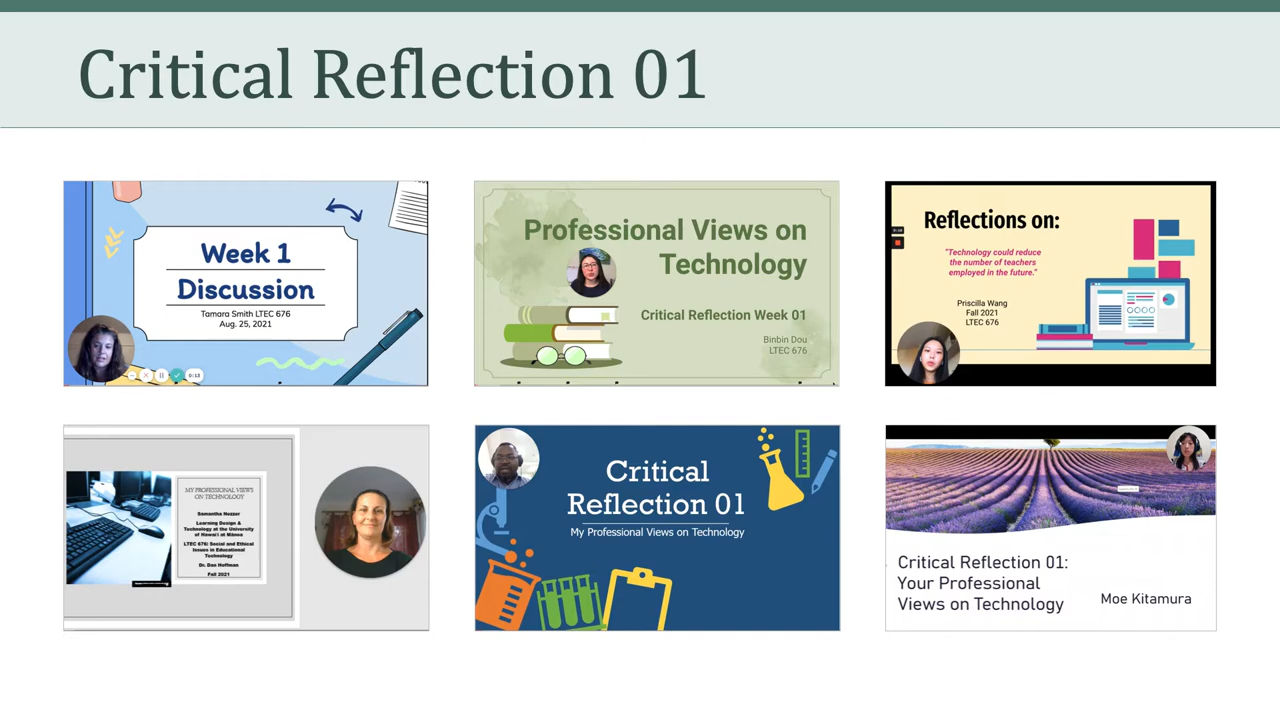 Critical Reflection 01
Week 1
Discussion
Tamara Smith LTEC 676
Aug. 25, 2021
0:13
Professional Views on
Technology
Critical Reflection Week 01
Binbin Dou
LTEC 676
Reflections on:
"Technology could reduce
the number of teachers
employed in the future."
Priscilla Wang
Fall 2021
LTEC 676
MY PROFESSIONAL VIEWS
ON TECHNOLOGY
Samantha Nezzer
Learning Design &
Technology at the University
of Hawai'i at Mānoa
LTEC 676: Social and Ethical
Issues in Educational
Technology
Dr. Dan Hoffman
Fall 2021
Critical
Reflection 01
My Professional Views on Technology
Critical Reflection 01:
Your Professional
Views on Technology
Moe Kitamura